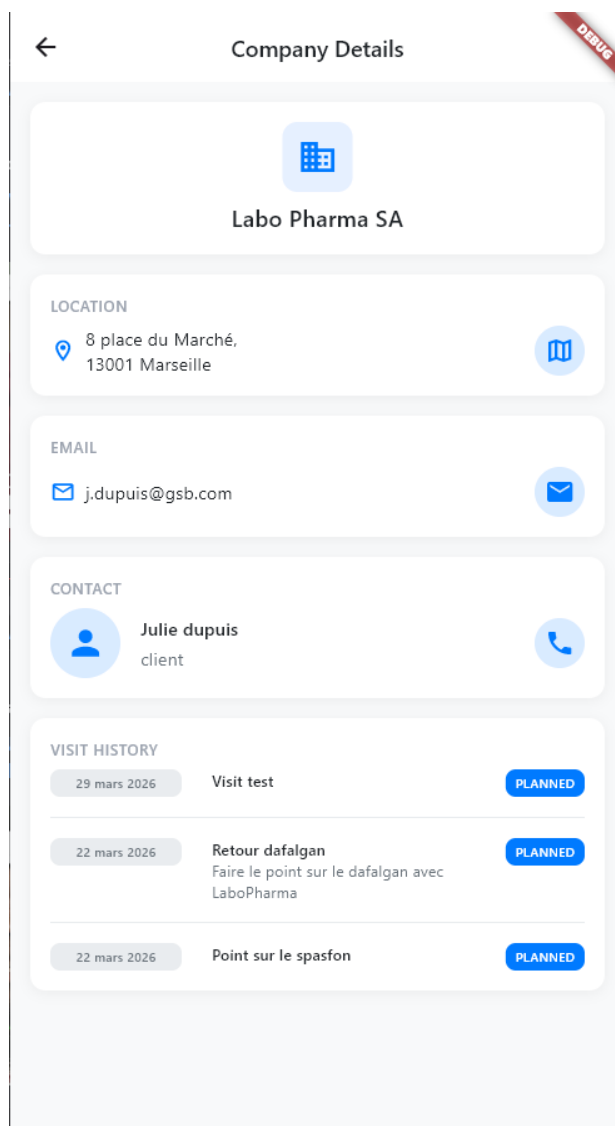 Company Details
DEBUG
Labo Pharma SA
LOCATION
8 place du Marché,
13001 Marseille
EMAIL
j.dupuis@gsb.com
CONTACT
Julie dupuis
client
VISIT HISTORY
29 mars 2026 Visit test PLANNED
22 mars 2026 Retour dafalgan PLANNED
Faire le point sur le dafalgan avec
LaboPharma
22 mars 2026 Point sur le spasfon PLANNED